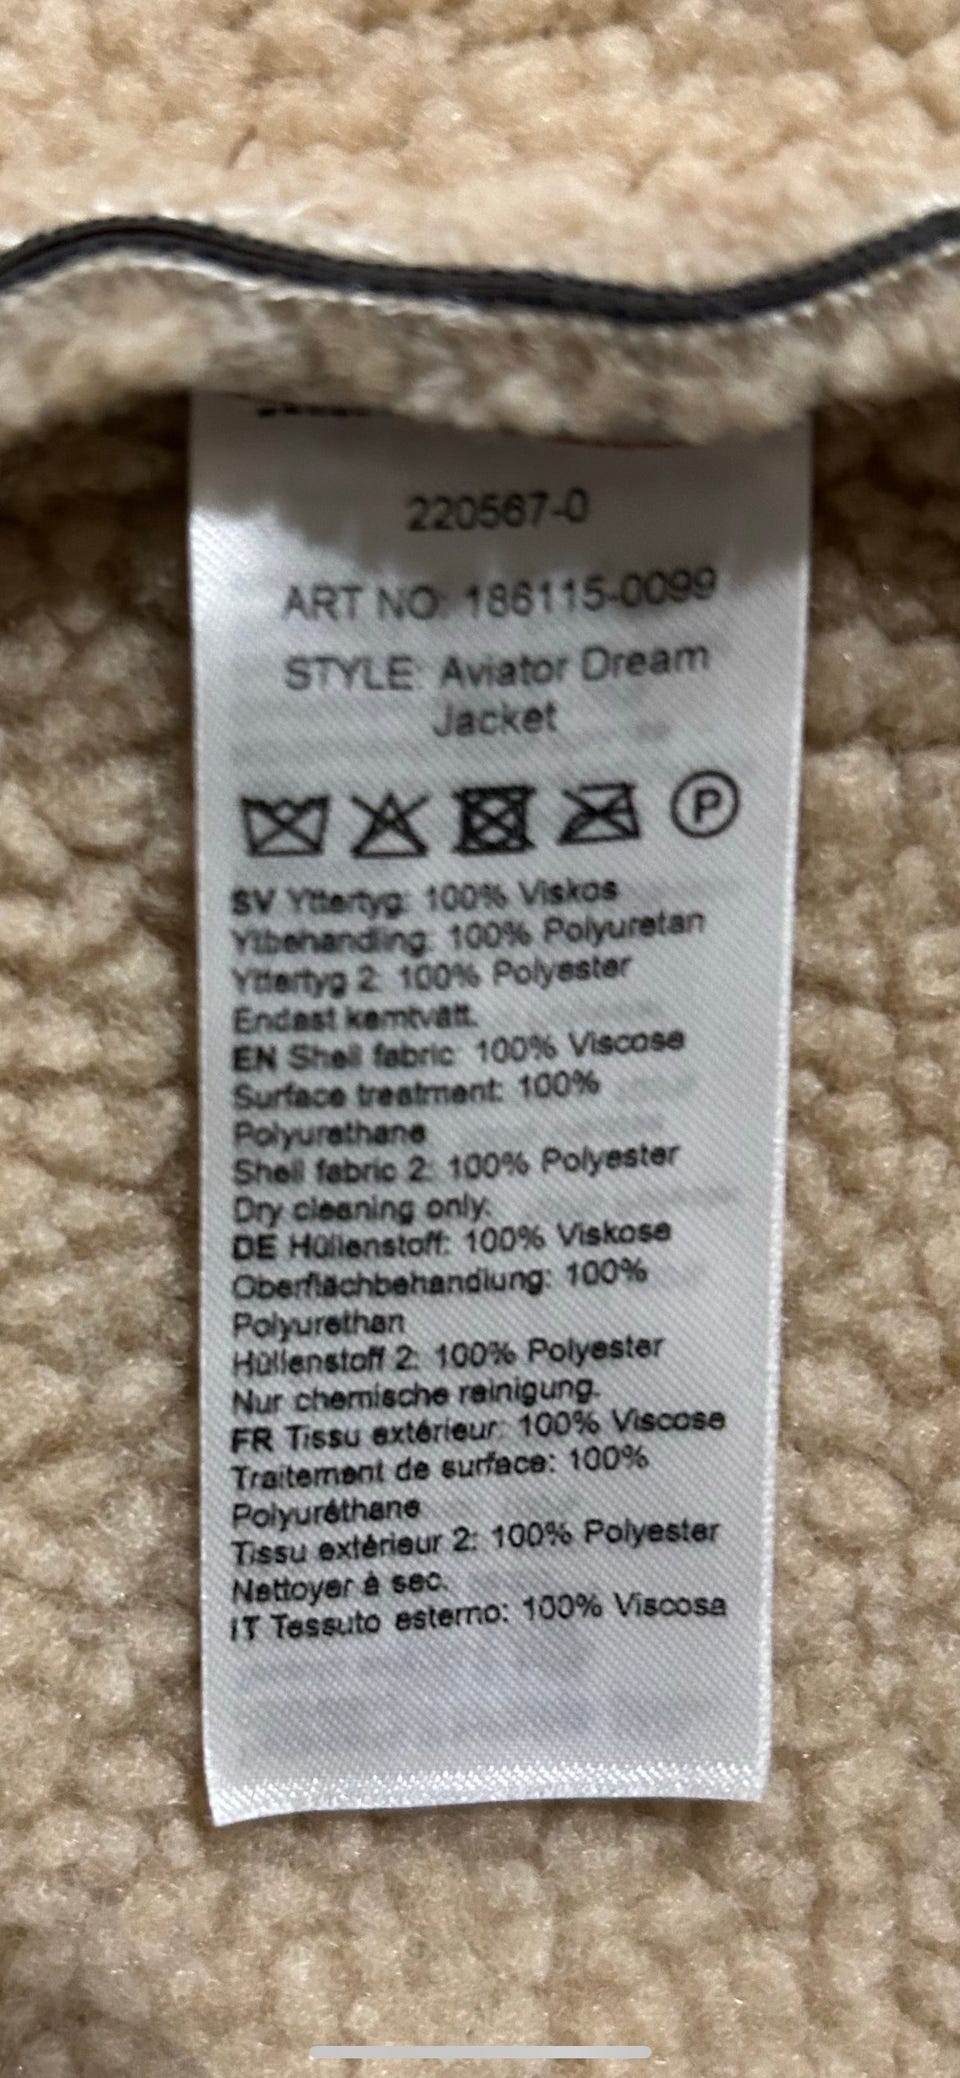 220567-0
ART NO: 186115-0099
STYLE: Aviator Dream
Jacket
P
SV Yttertyg: 100% Viskos
Ytbehandling: 100% Polyuretan
Yttertyg 2: 100% Polyester
Endast kemtvätt.
EN Shell fabric: 100% Viscose
Surface treatment: 100%
Polyurethane
Shell fabric 2: 100% Polyester
Dry cleaning only.
DE Hüllenstoff: 100% Viskose
Oberflächbehandlung: 100%
Polyurethan
Hüllenstoff 2: 100% Polyester
Nur chemische reinigung.
FR Tissu extérieur: 100% Viscose
Traitement de surface: 100%
Polyuréthane
Tissu extérieur 2: 100% Polyester
Nettoyer à sec.
IT Tessuto esterno: 100% Viscosa